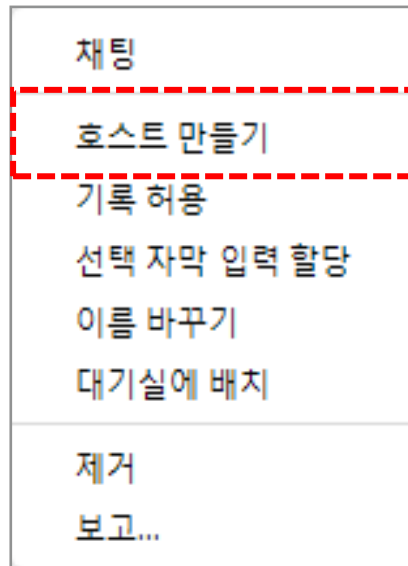 채팅
호스트 만들기
기록 허용
선택 자막 입력 할당
이름 바꾸기
대기실에 배치
제거
보고...